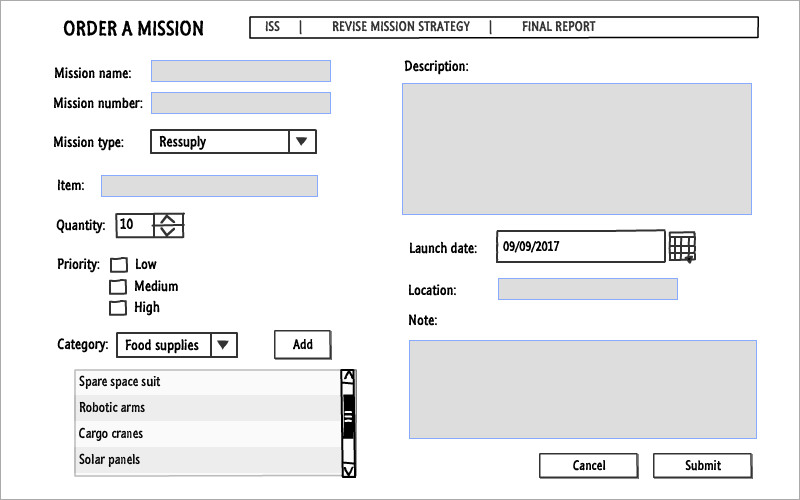 ORDER A MISSION
ISS | REVISE MISSION STRATEGY | FINAL REPORT
Mission name:
Mission number:
Mission type: Ressuply
Item:
Quantity: 10
Priority: Low
Medium
High
Category: Food supplies Add
Spare space suit
Robotic arms
Cargo cranes
Solar panels
Description:
Launch date: 09/09/2017
Location:
Note:
Cancel Submit